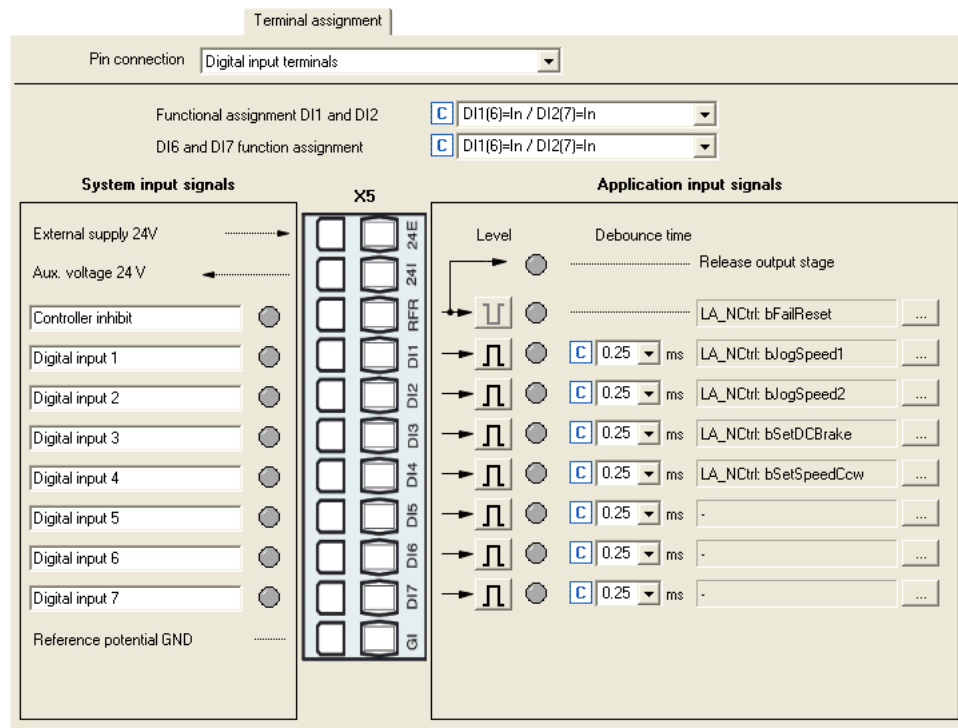 Terminal assignment
Pin connection Digital input terminals
Functional assignment DI1 and DI2 C DI1(6)=In / DI2(7)=In
DI6 and DI7 function assignment C DI1(6)=In / DI2(7)=In
System input signals
X5
Application input signals
External supply 24V
24E
Level
Debounce time
Aux. voltage 24 V
24I
Release output stage
Controller inhibit
RFR
LA_NCtrl: bFailReset ...
Digital input 1
DI1
C 0.25 ms LA_NCtrl: bJogSpeed1 ...
Digital input 2
DI2
C 0.25 ms LA_NCtrl: bJogSpeed2 ...
Digital input 3
DI3
C 0.25 ms LA_NCtrl: bSetDCBrake ...
Digital input 4
DI4
C 0.25 ms LA_NCtrl: bSetSpeedCcw ...
Digital input 5
DI5
C 0.25 ms - ...
Digital input 6
DI6
C 0.25 ms - ...
Digital input 7
DI7
C 0.25 ms - ...
Reference potential GND
GI